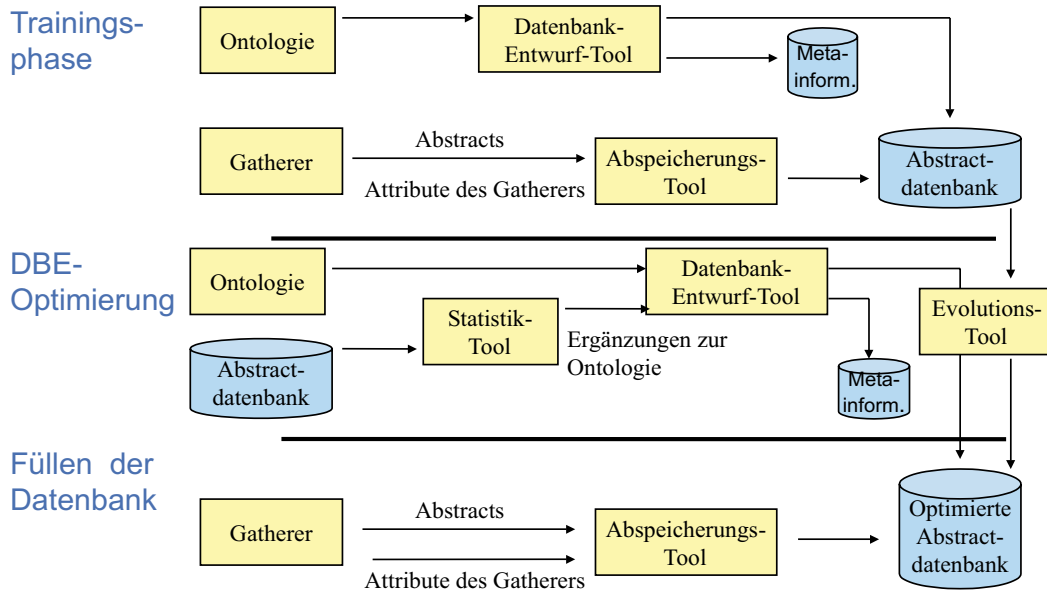 Trainings-
phase
Ontologie
Datenbank-
Entwurf-Tool
Meta-
inform.
Gatherer
Abstracts
Attribute des Gatherers
Abspeicherungs-
Tool
Abstract-
datenbank
DBE-
Optimierung
Ontologie
Datenbank-
Entwurf-Tool
Statistik-
Tool
Ergänzungen zur
Ontologie
Evolutions-
Tool
Abstract-
datenbank
Meta-
inform.
Füllen der
Datenbank
Gatherer
Abstracts
Attribute des Gatherers
Abspeicherungs-
Tool
Optimierte
Abstract-
datenbank